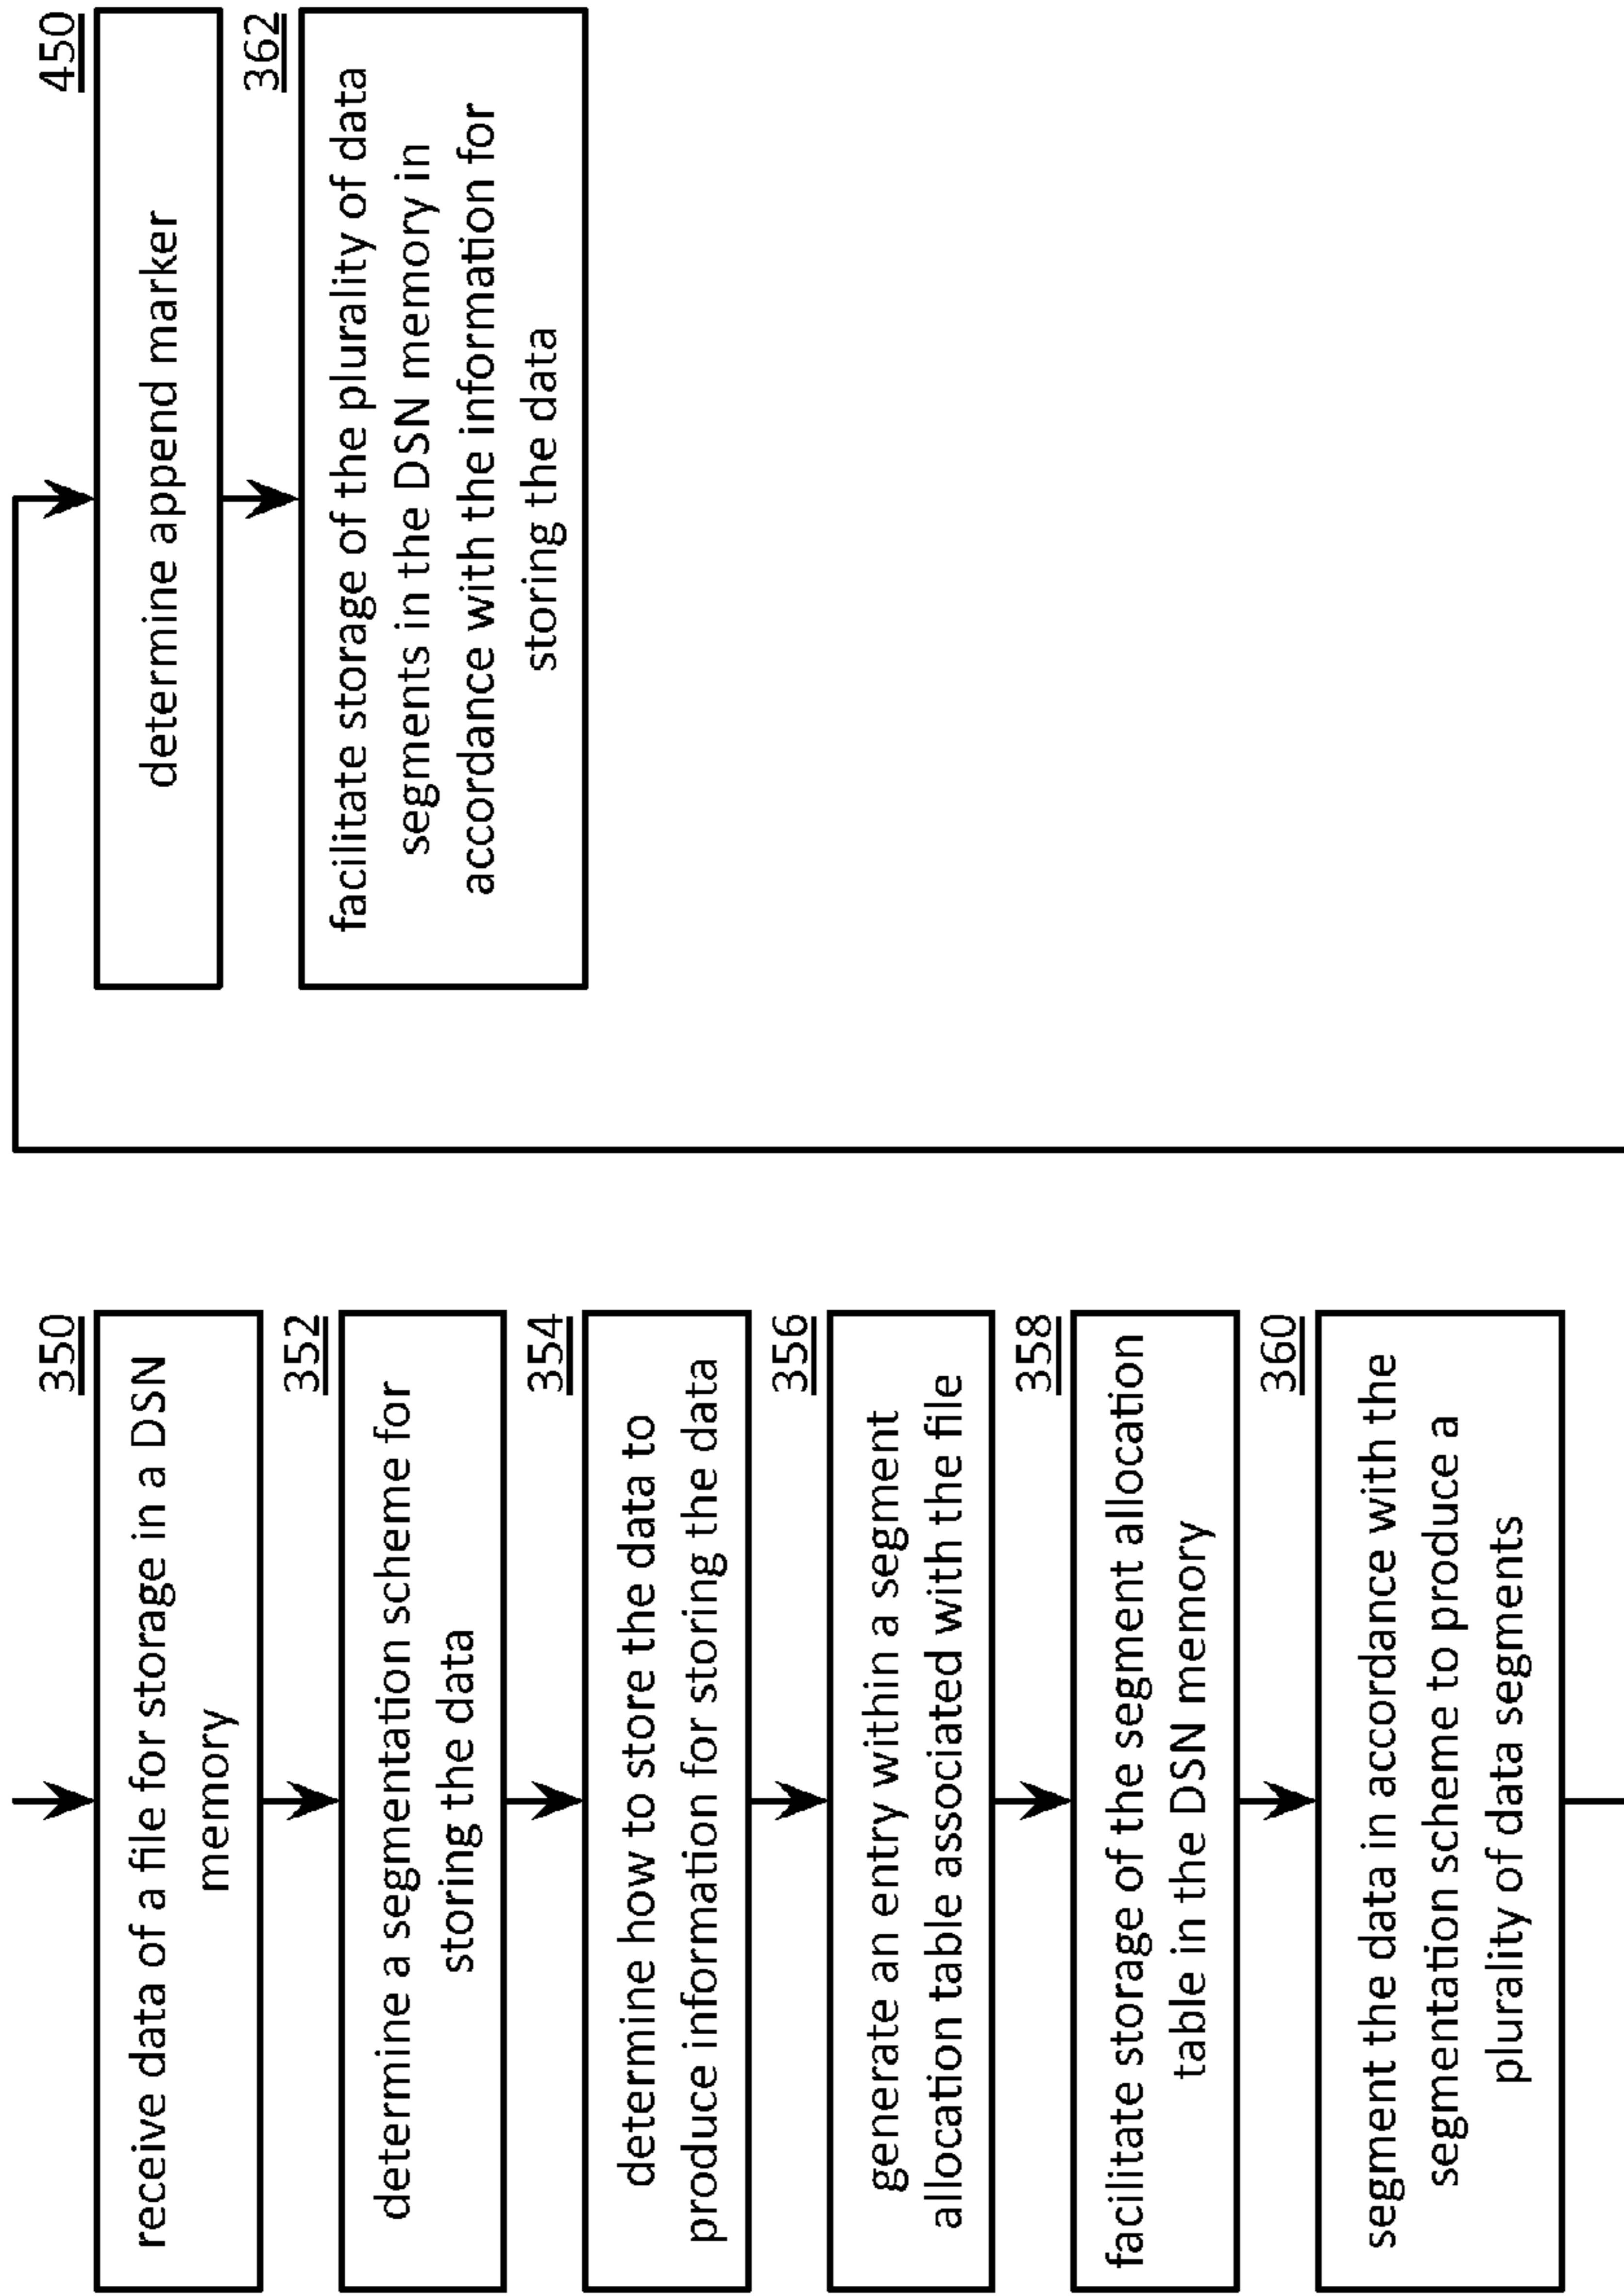 350
receive data of a file for storage in a DSN
memory
352
determine a segmentation scheme for
storing the data
354
determine how to store the data to
produce information for storing the data
356
generate an entry within a segment
allocation table associated with the file
358
facilitate storage of the segment allocation
table in the DSN memory
360
segment the data in accordance with the
segmentation scheme to produce a
plurality of data segments
450
determine append marker
362
facilitate storage of the plurality of data
segments in the DSN memory in
accordance with the information for
storing the data